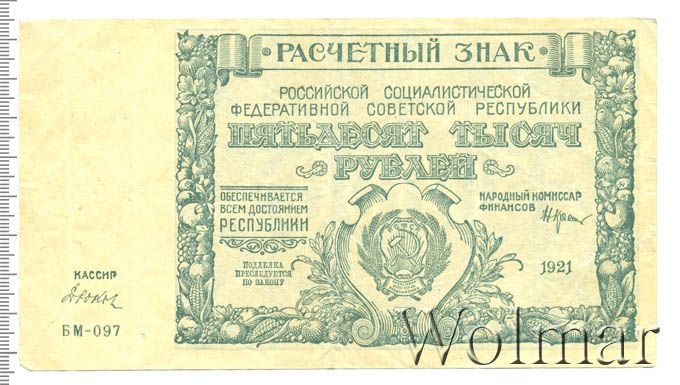 РАСЧЕТНЫЙ ЗНАК
РОССИЙСКОЙ СОЦИАЛИСТИЧЕСКОЙ
ФЕДЕРАТИВНОЙ СОВЕТСКОЙ РЕСПУБЛИКИ
ПЯТЬДЕСЯТ ТЫСЯЧ
РУБЛЕЙ
ОБЕСПЕЧИВАЕТСЯ
ВСЕМ ДОСТОЯНИЕМ
РЕСПУБЛИКИ
НАРОДНЫЙ КОМИССАР
ФИНАНСОВ
ПОДДЕЛКА
ПРЕСЛЕДУЕТСЯ
ПО ЗАКОНУ
1921
КАССИР
БМ-097
Wolmar